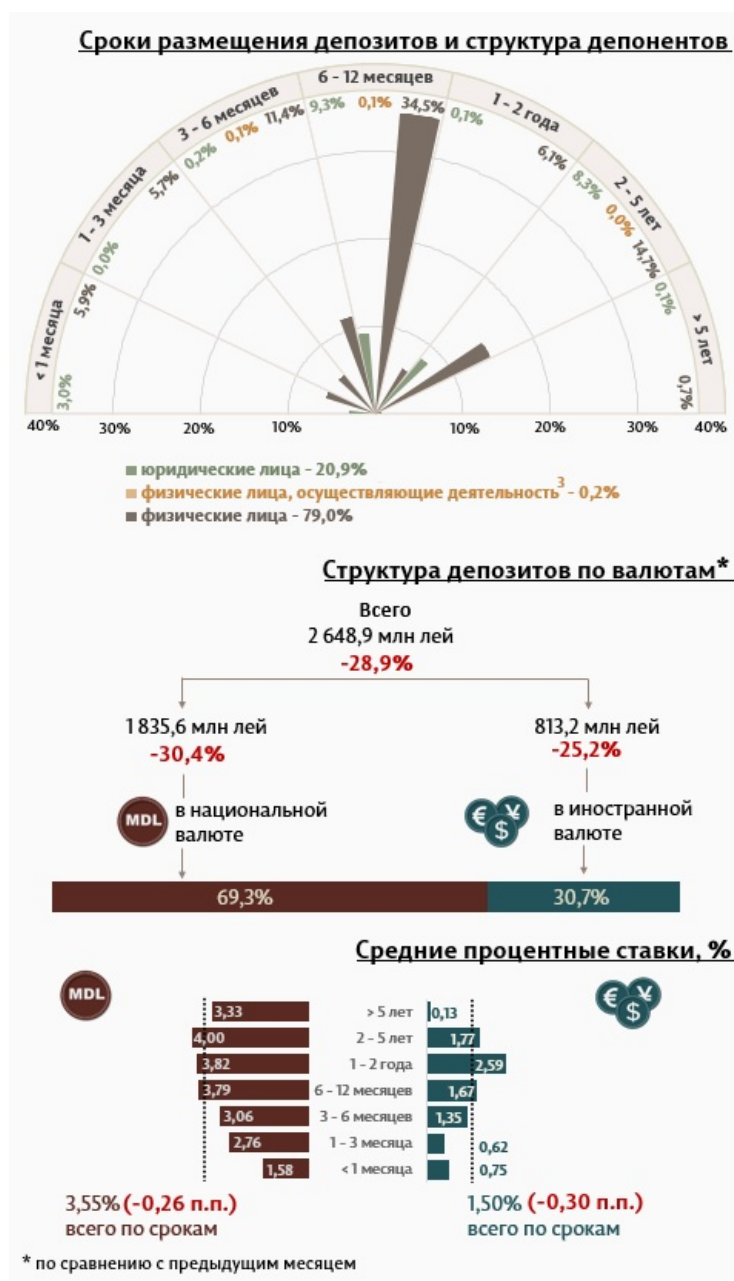 Сроки размещения депозитов и структура депонентов
6 - 12 месяцев
3 - 6 месяцев
1 - 2 года
1 - 3 месяца
2 - 5 лет
< 1 месяца
> 5 лет
3,0%
5,9%
0,0%
5,7%
0,2%
0,1%
11,4%
9,3%
0,1%
34,5%
0,1%
6,1%
8,3%
0,0%
14,7%
0,1%
0,7%
40% 30% 20% 10% 10% 20% 30% 40%
юридические лица - 20,9%
физические лица, осуществляющие деятельность3 - 0,2%
физические лица - 79,0%
Структура депозитов по валютам*
Всего
2 648,9 млн лей
-28,9%
1 835,6 млн лей 813,2 млн лей
-30,4% -25,2%
MDL в национальной валюте
€ ¥ $ в иностранной валюте
69,3% 30,7%
Средние процентные ставки, %
MDL € ¥ $
3,33 > 5 лет 0,13
4,00 2 - 5 лет 1,77
3,82 1 - 2 года 2,59
3,79 6 - 12 месяцев 1,67
3,06 3 - 6 месяцев 1,35
2,76 1 - 3 месяца 0,62
1,58 < 1 месяца 0,75
3,55% (-0,26 п.п.) 1,50% (-0,30 п.п.)
всего по срокам всего по срокам
* по сравнению с предыдущим месяцем